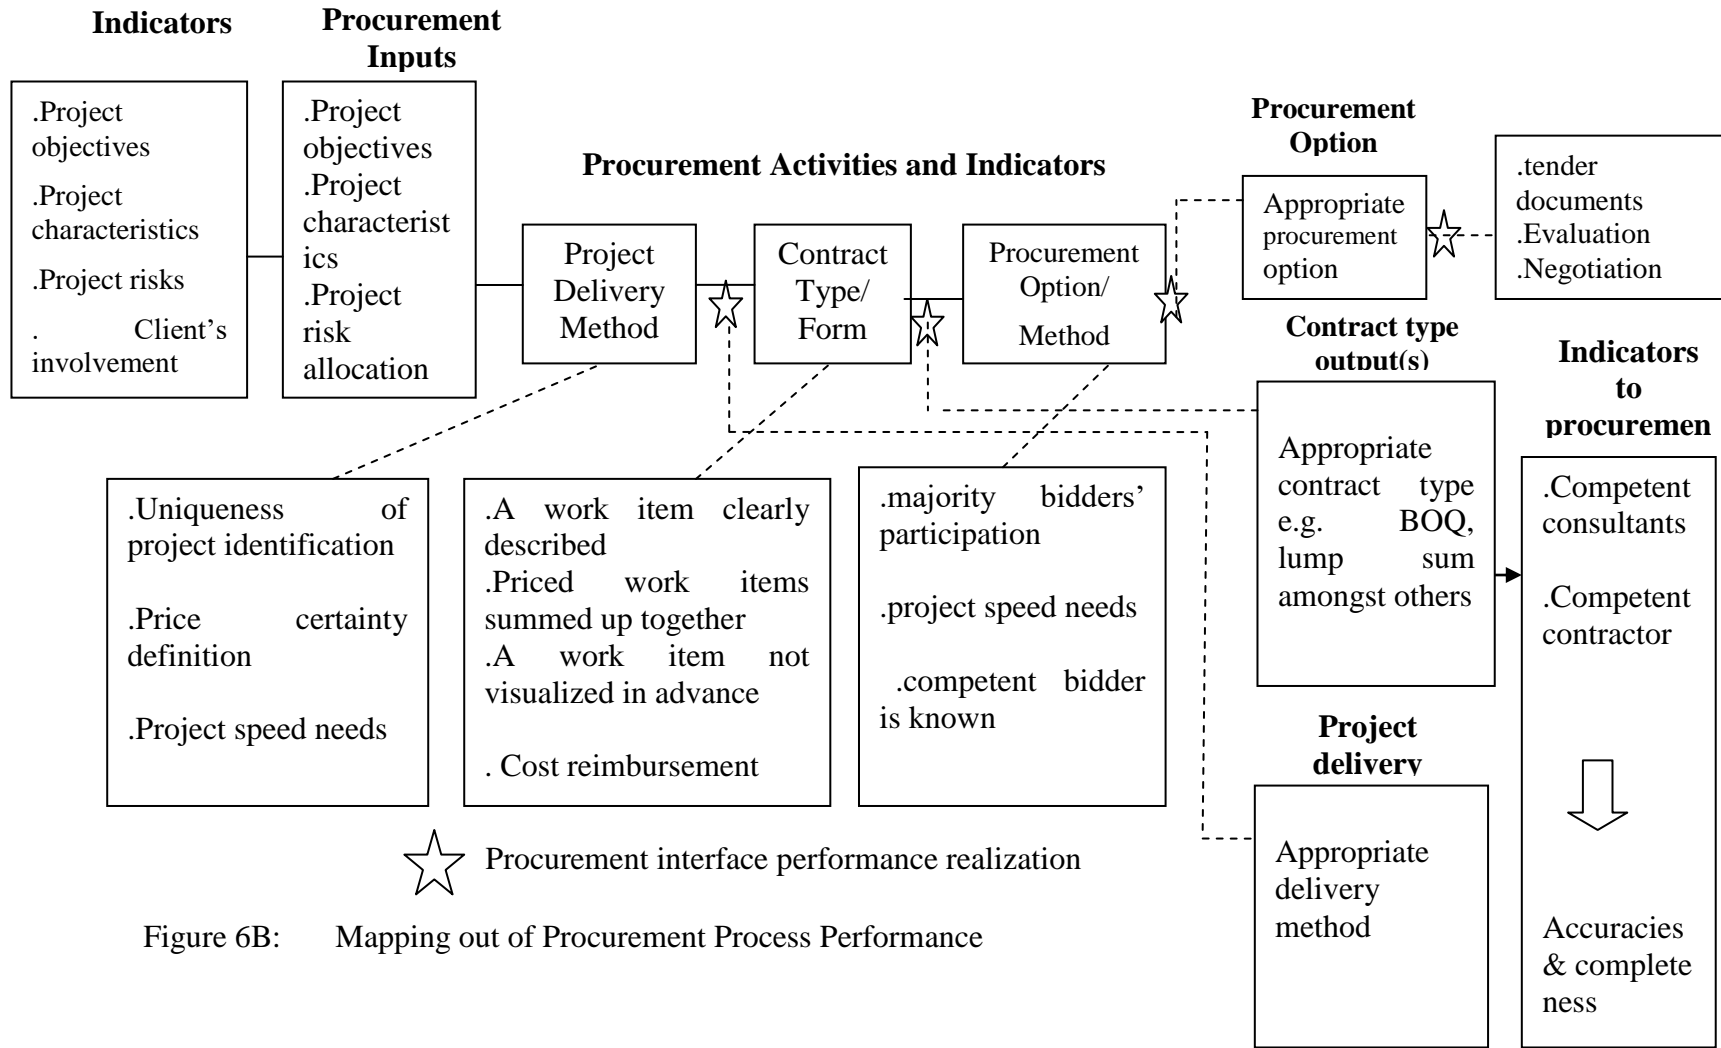 Indicators
Procurement
Inputs
.Project
objectives
.Project
characteristics
.Project risks
. Client’s
involvement
.Project
objectives
.Project
characterist
ics
.Project
risk
allocation
Procurement Activities and Indicators
Project
Delivery
Method
Contract
Type/
Form
Procurement
Option/
Method
Procurement
Option
Appropriate
procurement
option
.tender
documents
.Evaluation
.Negotiation
Contract type
output(s)
Appropriate
contract type
e.g. BOQ,
lump sum
amongst others
Indicators
to
procuremen
.Competent
consultants
.Competent
contractor
Accuracies
& complete
ness
.Uniqueness of
project identification
.Price certainty
definition
.Project speed needs
.A work item clearly
described
.Priced work items
summed up together
.A work item not
visualized in advance
. Cost reimbursement
.majority bidders’
participation
.project speed needs
.competent bidder
is known
Project
delivery
Appropriate
delivery
method
Procurement interface performance realization
Figure 6B: Mapping out of Procurement Process Performance